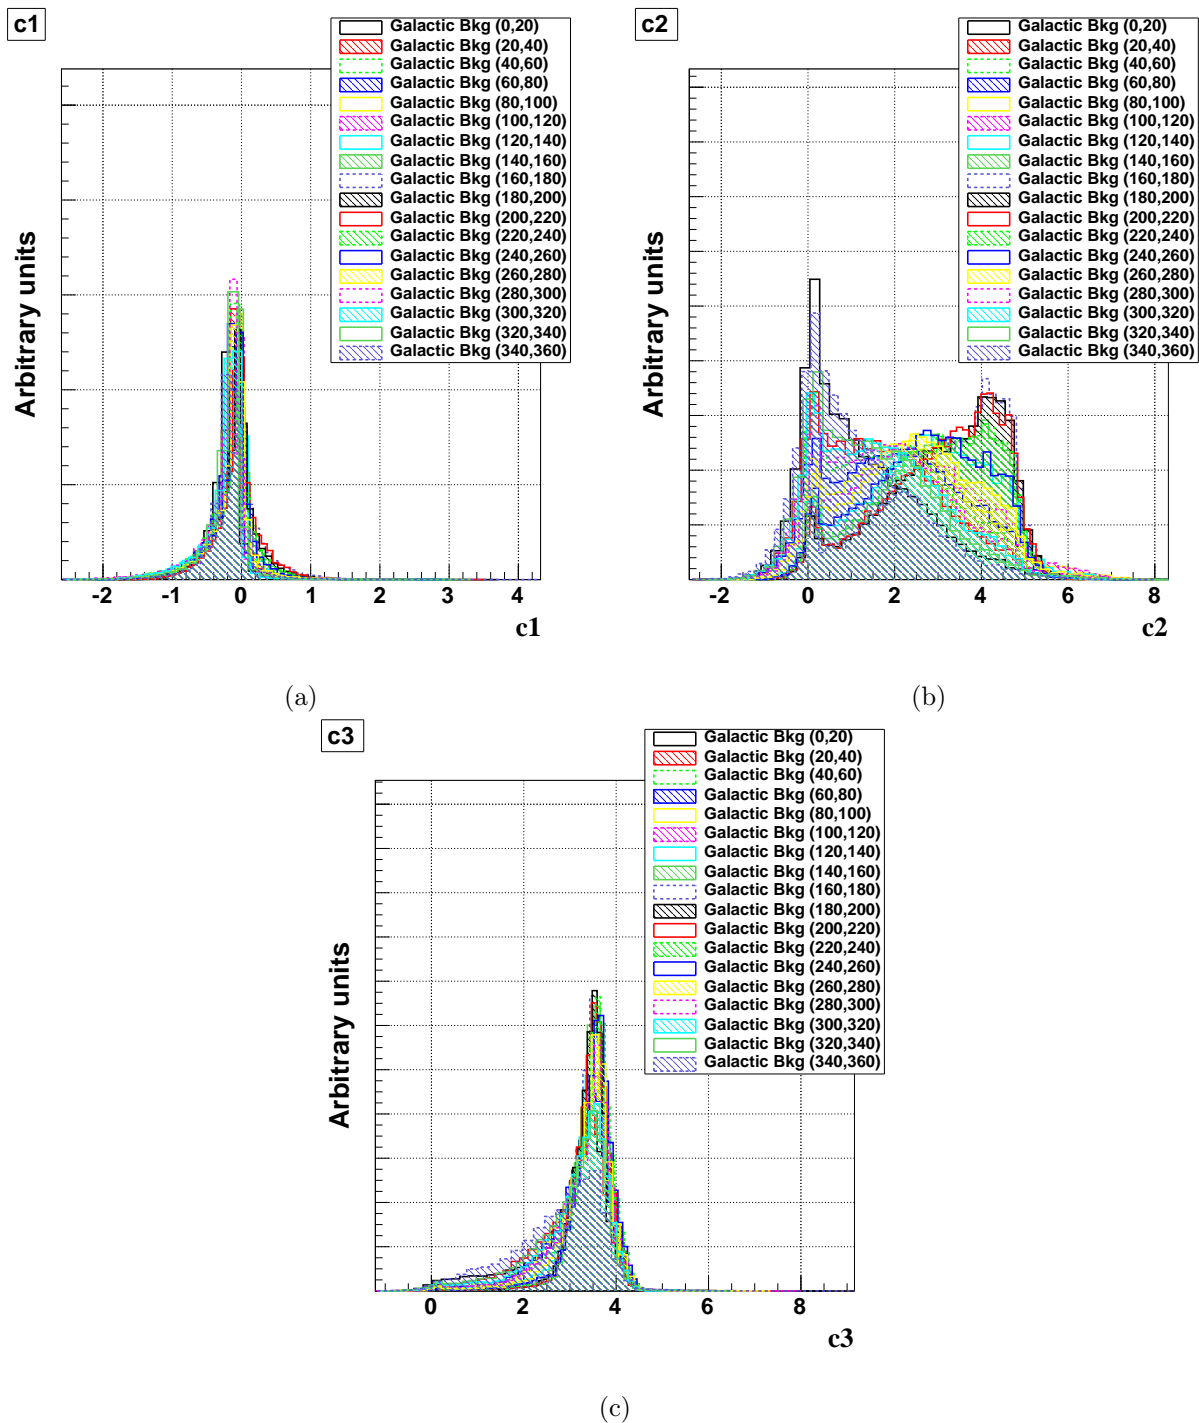 c1
Galactic Bkg (0,20)
Galactic Bkg (20,40)
Galactic Bkg (40,60)
Galactic Bkg (60,80)
Galactic Bkg (80,100)
Galactic Bkg (100,120)
Galactic Bkg (120,140)
Galactic Bkg (140,160)
Galactic Bkg (160,180)
Galactic Bkg (180,200)
Galactic Bkg (200,220)
Galactic Bkg (220,240)
Galactic Bkg (240,260)
Galactic Bkg (260,280)
Galactic Bkg (280,300)
Galactic Bkg (300,320)
Galactic Bkg (320,340)
Galactic Bkg (340,360)
Arbitrary units
-2 -1 0 1 2 3 4
c1
(a)
c2
Galactic Bkg (0,20)
Galactic Bkg (20,40)
Galactic Bkg (40,60)
Galactic Bkg (60,80)
Galactic Bkg (80,100)
Galactic Bkg (100,120)
Galactic Bkg (120,140)
Galactic Bkg (140,160)
Galactic Bkg (160,180)
Galactic Bkg (180,200)
Galactic Bkg (200,220)
Galactic Bkg (220,240)
Galactic Bkg (240,260)
Galactic Bkg (260,280)
Galactic Bkg (280,300)
Galactic Bkg (300,320)
Galactic Bkg (320,340)
Galactic Bkg (340,360)
Arbitrary units
-2 0 2 4 6 8
c2
(b)
c3
Galactic Bkg (0,20)
Galactic Bkg (20,40)
Galactic Bkg (40,60)
Galactic Bkg (60,80)
Galactic Bkg (80,100)
Galactic Bkg (100,120)
Galactic Bkg (120,140)
Galactic Bkg (140,160)
Galactic Bkg (160,180)
Galactic Bkg (180,200)
Galactic Bkg (200,220)
Galactic Bkg (220,240)
Galactic Bkg (240,260)
Galactic Bkg (260,280)
Galactic Bkg (280,300)
Galactic Bkg (300,320)
Galactic Bkg (320,340)
Galactic Bkg (340,360)
Arbitrary units
0 2 4 6 8
c3
(c)